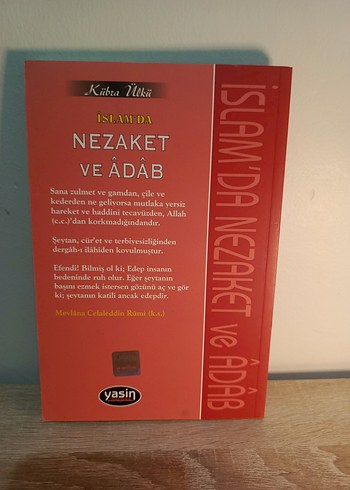 Kübra Ülkü
İSLAM'DA
NEZAKET
VE ÂDÂB
Sana zulmet ve gamdan, çile ve
kederden ne geliyorsa mutlaka yersiz
hareket ve haddini tecavüzden, Allah
(c.c.)'dan korkmadığındandır.
Şeytan, cür'et ve terbiyesizliğinden
dergâh-ı ilâhiden kovulmuştur.
Efendi! Bilmiş ol ki; Edep insanın
bedeninde ruh olur. Eğer şeytanın
başını ezmek istersen gözünü aç ve gör
ki; şeytanın katili ancak edepdir.
Mevlâna Celaleddin Rûmî (k.s.)
yasin
İSLAM'DA NEZAKET ve ÂDÂB